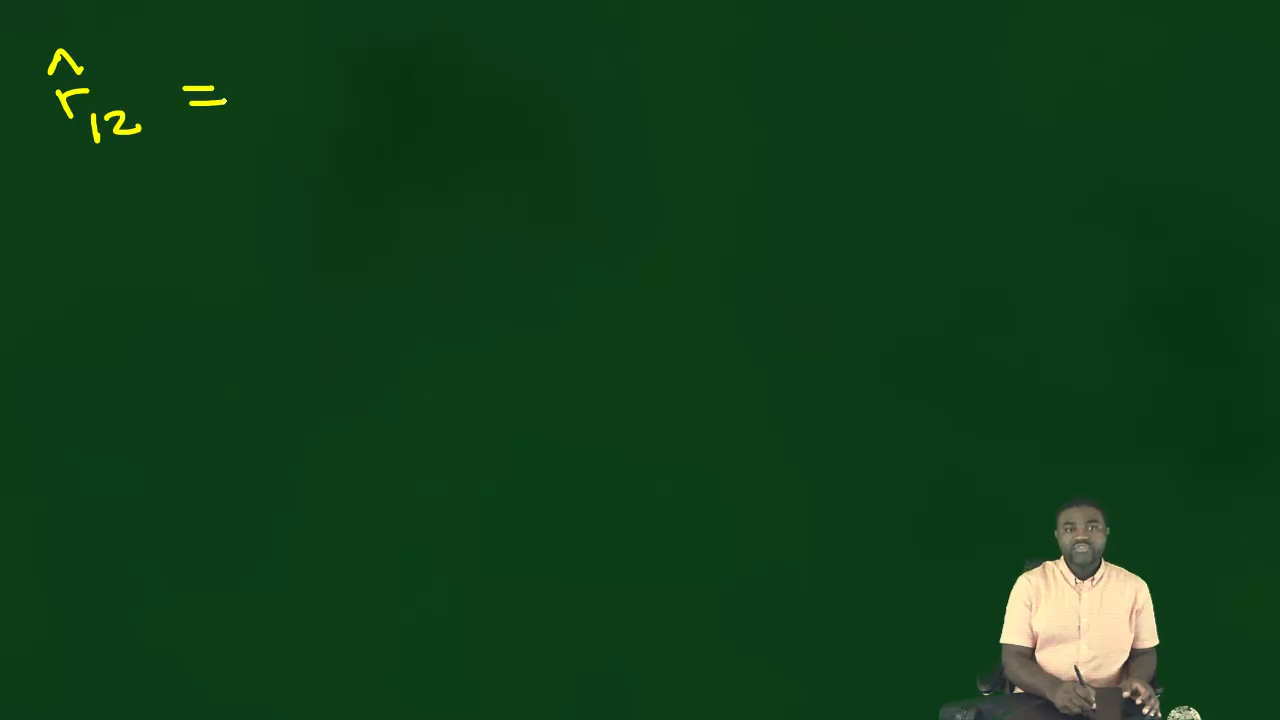 r̂₁₂ =